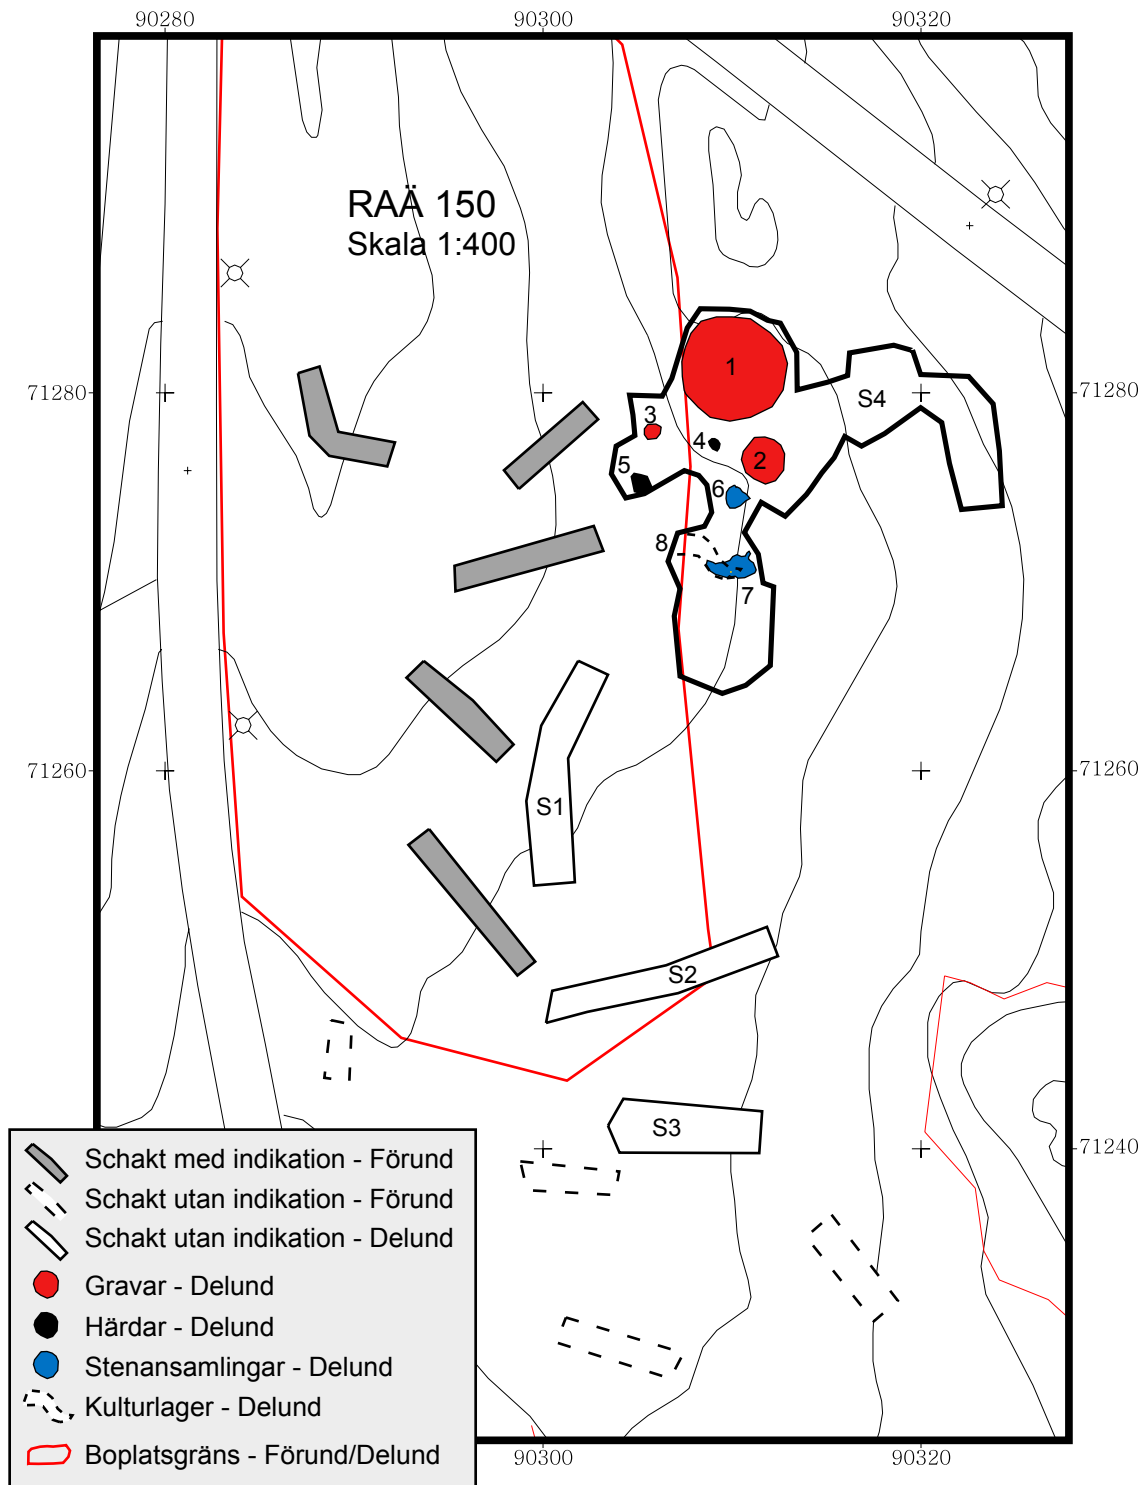 90280
90300
90320
RAÄ 150
Skala 1:400
1
71280
71280
S4
3
4
2
5
6
8
7
71260
71260
S1
S2
S3
71240
Schakt med indikation - Förund
Schakt utan indikation - Förund
Schakt utan indikation - Delund
Gravar - Delund
Härdar - Delund
Stenansamlingar - Delund
Kulturlager - Delund
Boplatsgräns - Förund/Delund
90300
90320